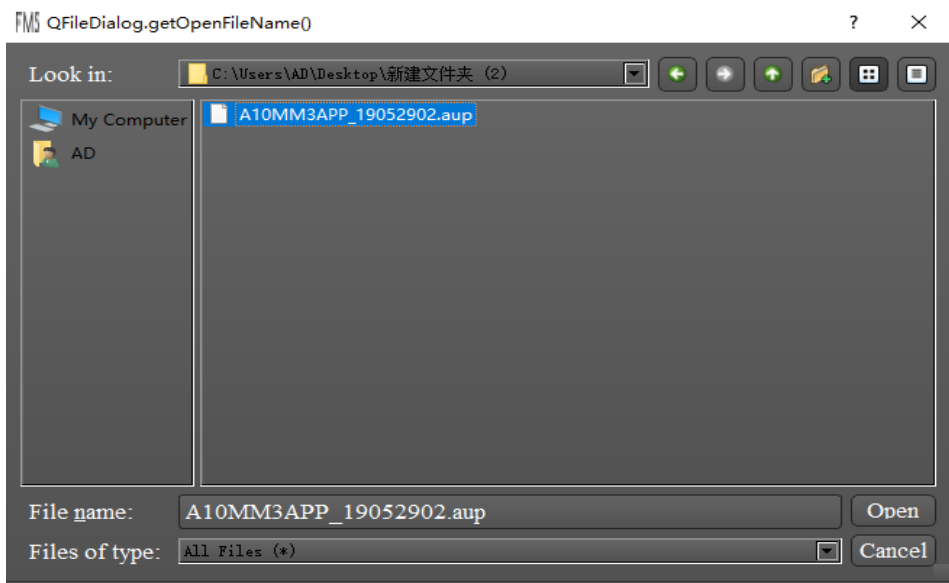 FMS QFileDialog.getOpenFileName() ?
Look in: C:\Users\AD\Desktop\新建文件夹 (2)
My Computer
AD
A10MM3APP_19052902.aup
File name: A10MM3APP_19052902.aup Open
Files of type: All Files (*) Cancel